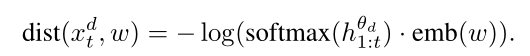 dist(x_t^d, w) = − log(softmax(h_{1:t}^{θ_d}) · emb(w)).